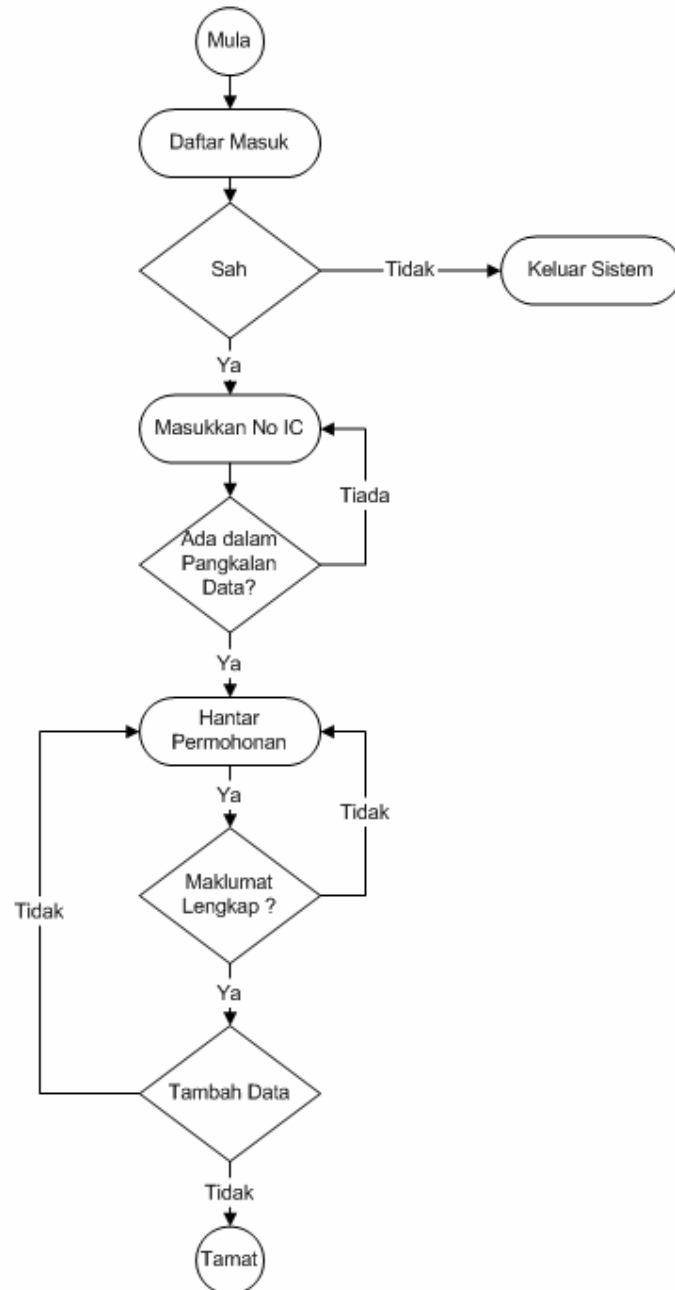 Mula
Daftar Masuk
Sah
Tidak
Keluar Sistem
Ya
Masukkan No IC
Tiada
Ada dalam
Pangkalan
Data?
Ya
Hantar
Permohonan
Ya
Tidak
Maklumat
Lengkap ?
Tidak
Ya
Tambah Data
Tidak
Tamat